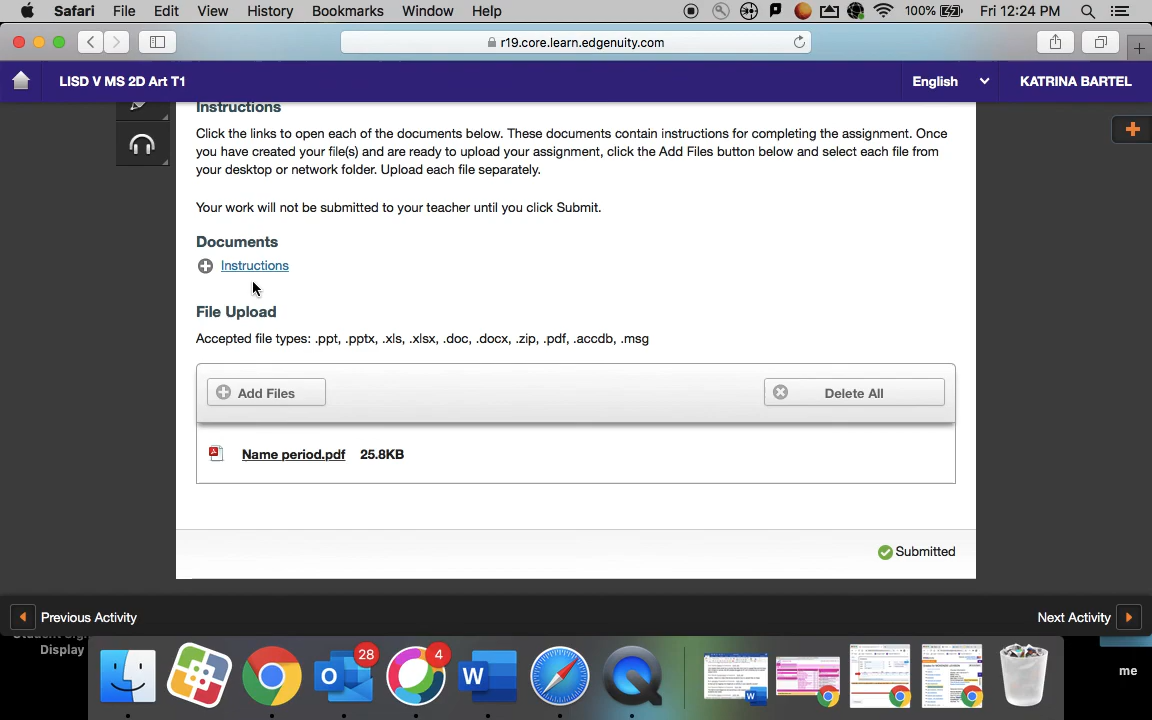 Safari File Edit View History Bookmarks Window Help 100% Fri 12:24 PM
r19.core.learn.edgenuity.com
LISD V MS 2D Art T1 English KATRINA BARTEL
Instructions
Click the links to open each of the documents below. These documents contain instructions for completing the assignment. Once
you have created your file(s) and are ready to upload your assignment, click the Add Files button below and select each file from
your desktop or network folder. Upload each file separately.
Your work will not be submitted to your teacher until you click Submit.
Documents
Instructions
File Upload
Accepted file types: .ppt, .pptx, .xls, .xlsx, .doc, .docx, .zip, .pdf, .accdb, .msg
Add Files Delete All
Name period.pdf 25.8KB
Submitted
Previous Activity Next Activity
Display
me
28
4